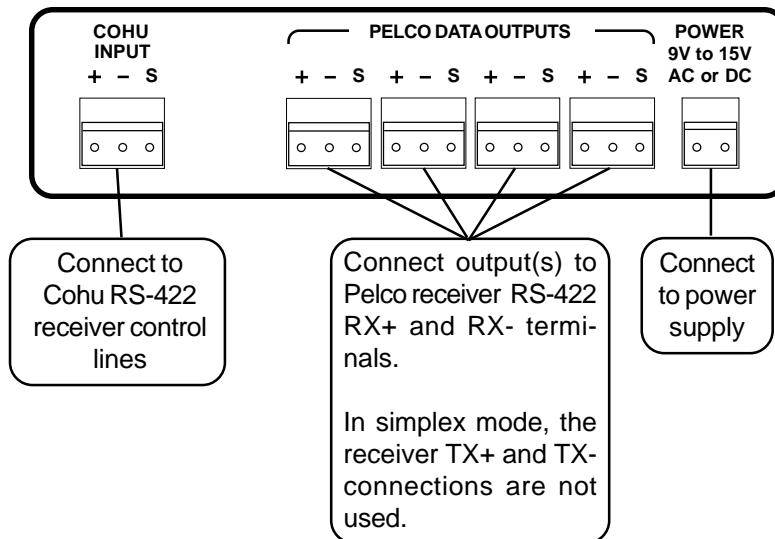 COHU
INPUT
+ − S
PELCO DATA OUTPUTS
+ − S + − S + − S + − S
POWER
9V to 15V
AC or DC
Connect to
Cohu RS-422
receiver control
lines
Connect output(s) to
Pelco receiver RS-422
RX+ and RX- termi-
nals.
In simplex mode, the
receiver TX+ and TX-
connections are not
used.
Connect
to power
supply